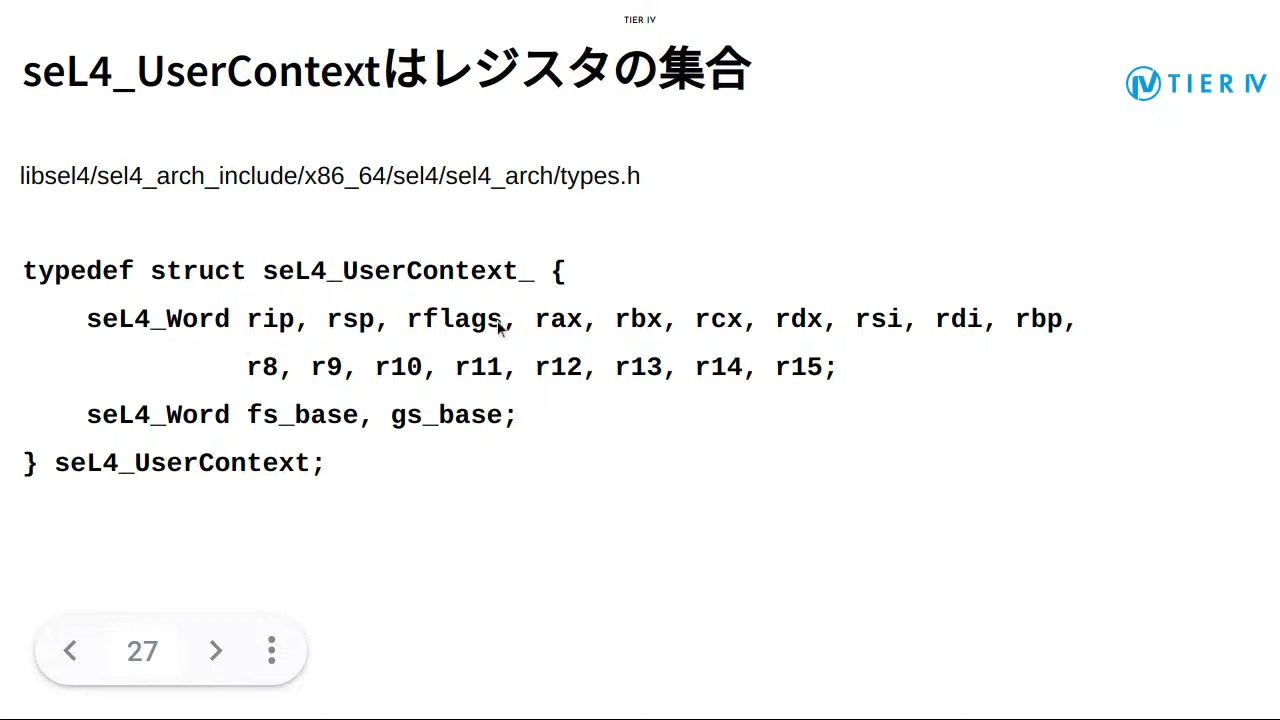 TIER IV
seL4_UserContextはレジスタの集合
TIER IV
libsel4/sel4_arch_include/x86_64/sel4/sel4_arch/types.h
typedef struct seL4_UserContext_ {
    seL4_Word rip, rsp, rflags, rax, rbx, rcx, rdx, rsi, rdi, rbp,
              r8, r9, r10, r11, r12, r13, r14, r15;
    seL4_Word fs_base, gs_base;
} seL4_UserContext;
27